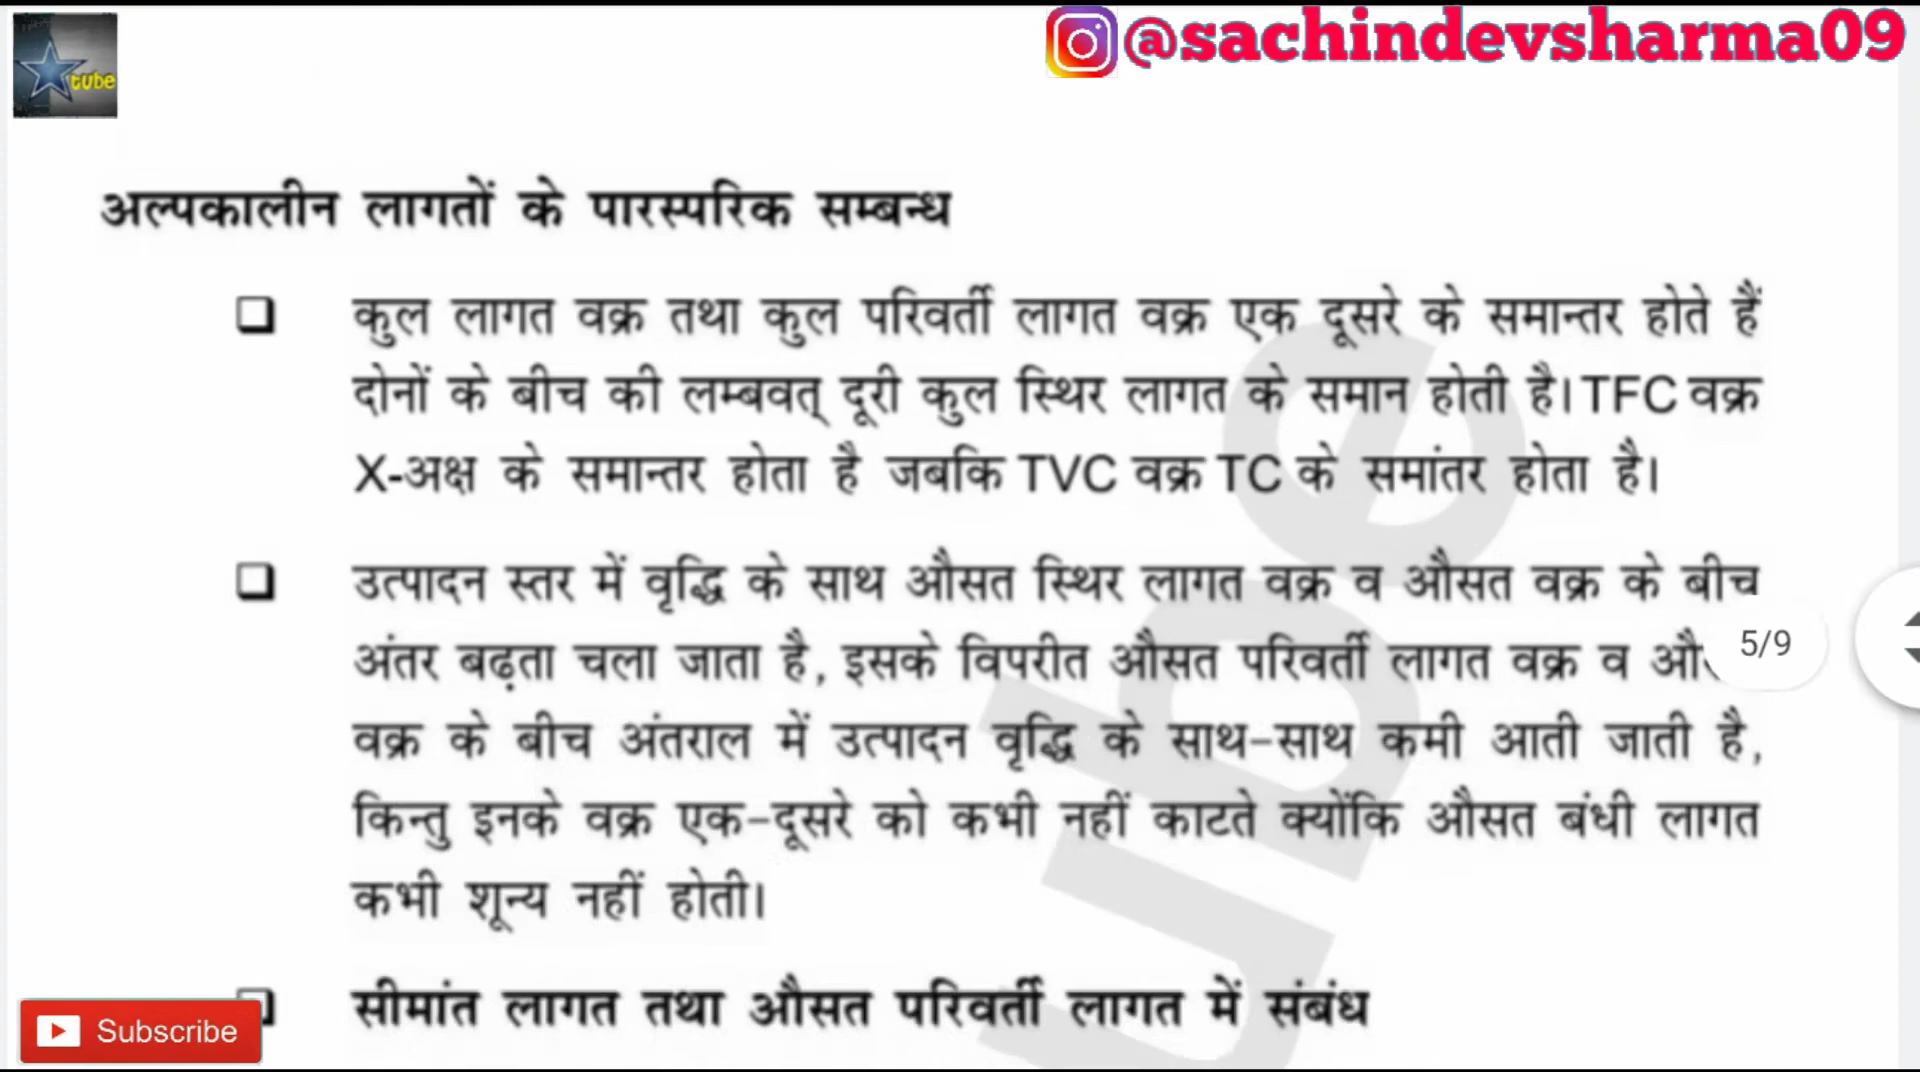 tube
@sachindevsharma09
अल्पकालीन लागतों के पारस्परिक सम्बन्ध
कुल लागत वक्र तथा कुल परिवर्ती लागत वक्र एक दूसरे के समान्तर होते हैं
दोनों के बीच की लम्बवत् दूरी कुल स्थिर लागत के समान होती है। TFC वक्र
X-अक्ष के समान्तर होता है जबकि TVC वक्र TC के समांतर होता है।
उत्पादन स्तर में वृद्धि के साथ औसत स्थिर लागत वक्र व औसत वक्र के बीच
अंतर बढ़ता चला जाता है, इसके विपरीत औसत परिवर्ती लागत वक्र व
5/9
वक्र के बीच अंतराल में उत्पादन वृद्धि के साथ-साथ कमी आती जाती है,
किन्तु इनके वक्र एक-दूसरे को कभी नहीं काटते क्योंकि औसत बंधी लागत
कभी शून्य नहीं होती।
सीमांत लागत तथा औसत परिवर्ती लागत में संबंध
Subscribe